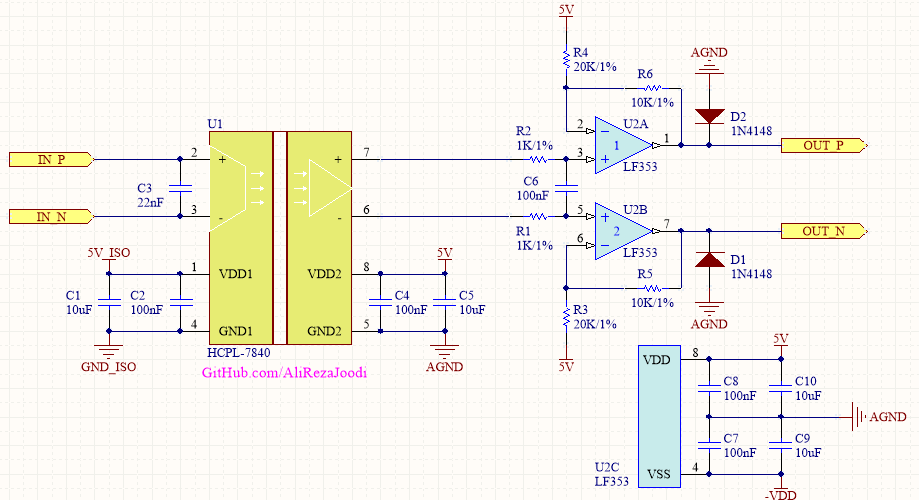 5V
R4
20K/1%
AGND
R6
10K/1%
D2
1N4148
U1
R2
1K/1%
2
3
U2A
1
1
LF353
OUT_P
IN_P
2
+
+
7
C3
22nF
C6
100nF
IN_N
3
-
-
6
R1
1K/1%
5
6
U2B
2
7
LF353
OUT_N
D1
1N4148
R5
10K/1%
R3
20K/1%
AGND
5V
5V_ISO
1
VDD1
VDD2
8
5V
C1
10uF
C2
100nF
C4
100nF
C5
10uF
4
GND1
GND2
5
GND_ISO
HCPL-7840
AGND
GitHub.com/AliRezaJoodi
VDD
8
5V
C8
100nF
C10
10uF
AGND
C7
100nF
C9
10uF
U2C
LF353
VSS
4
-VDD